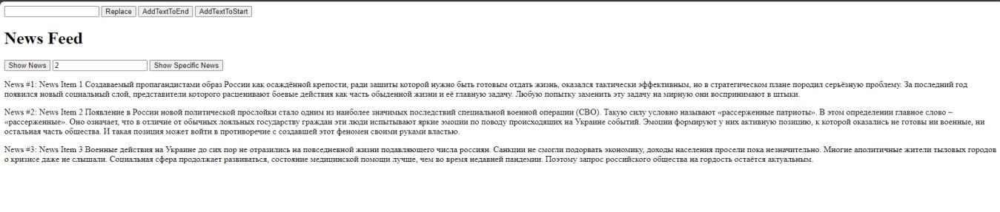 Replace AddTextToEnd AddTextToStart
News Feed
Show News 2 Show Specific News
News #1: News Item 1 Создаваемый пропагандистами образ России как осаждённой крепости, ради защиты которой нужно быть готовым отдать жизнь, оказался тактически эффективным, но в стратегическом плане породил серьёзную проблему. За последний год
появился новый социальный слой, представители которого расценивают боевые действия как часть обыденной жизни и её главную задачу. Любую попытку заменить эту задачу на мирную они воспринимают в штыки.
News #2: News Item 2 Появление в России новой политической прослойки стало одним из наиболее значимых последствий специальной военной операции (СВО). Такую силу условно называют «рассерженные патриоты». В этом определении главное слово –
«рассерженные». Оно означает, что в отличие от обычных лояльных государству граждан эти люди испытывают яркие эмоции по поводу происходящих на Украине событий. Эмоции формируют у них активную позицию, к которой оказались не готовы ни военные, ни
остальная часть общества. И такая позиция может войти в противоречие с создавшей этот феномен своими руками властью.
News #3: News Item 3 Военные действия на Украине до сих пор не отразились на повседневной жизни подавляющего числа россиян. Санкции не смогли подорвать экономику, доходы населения просели пока незначительно. Многие аполитичные жители тыловых городов
о кризисе даже не слышали. Социальная сфера продолжает развиваться, состояние медицинской помощи лучше, чем во время недавней пандемии. Поэтому запрос российского общества на гордость остаётся актуальным.